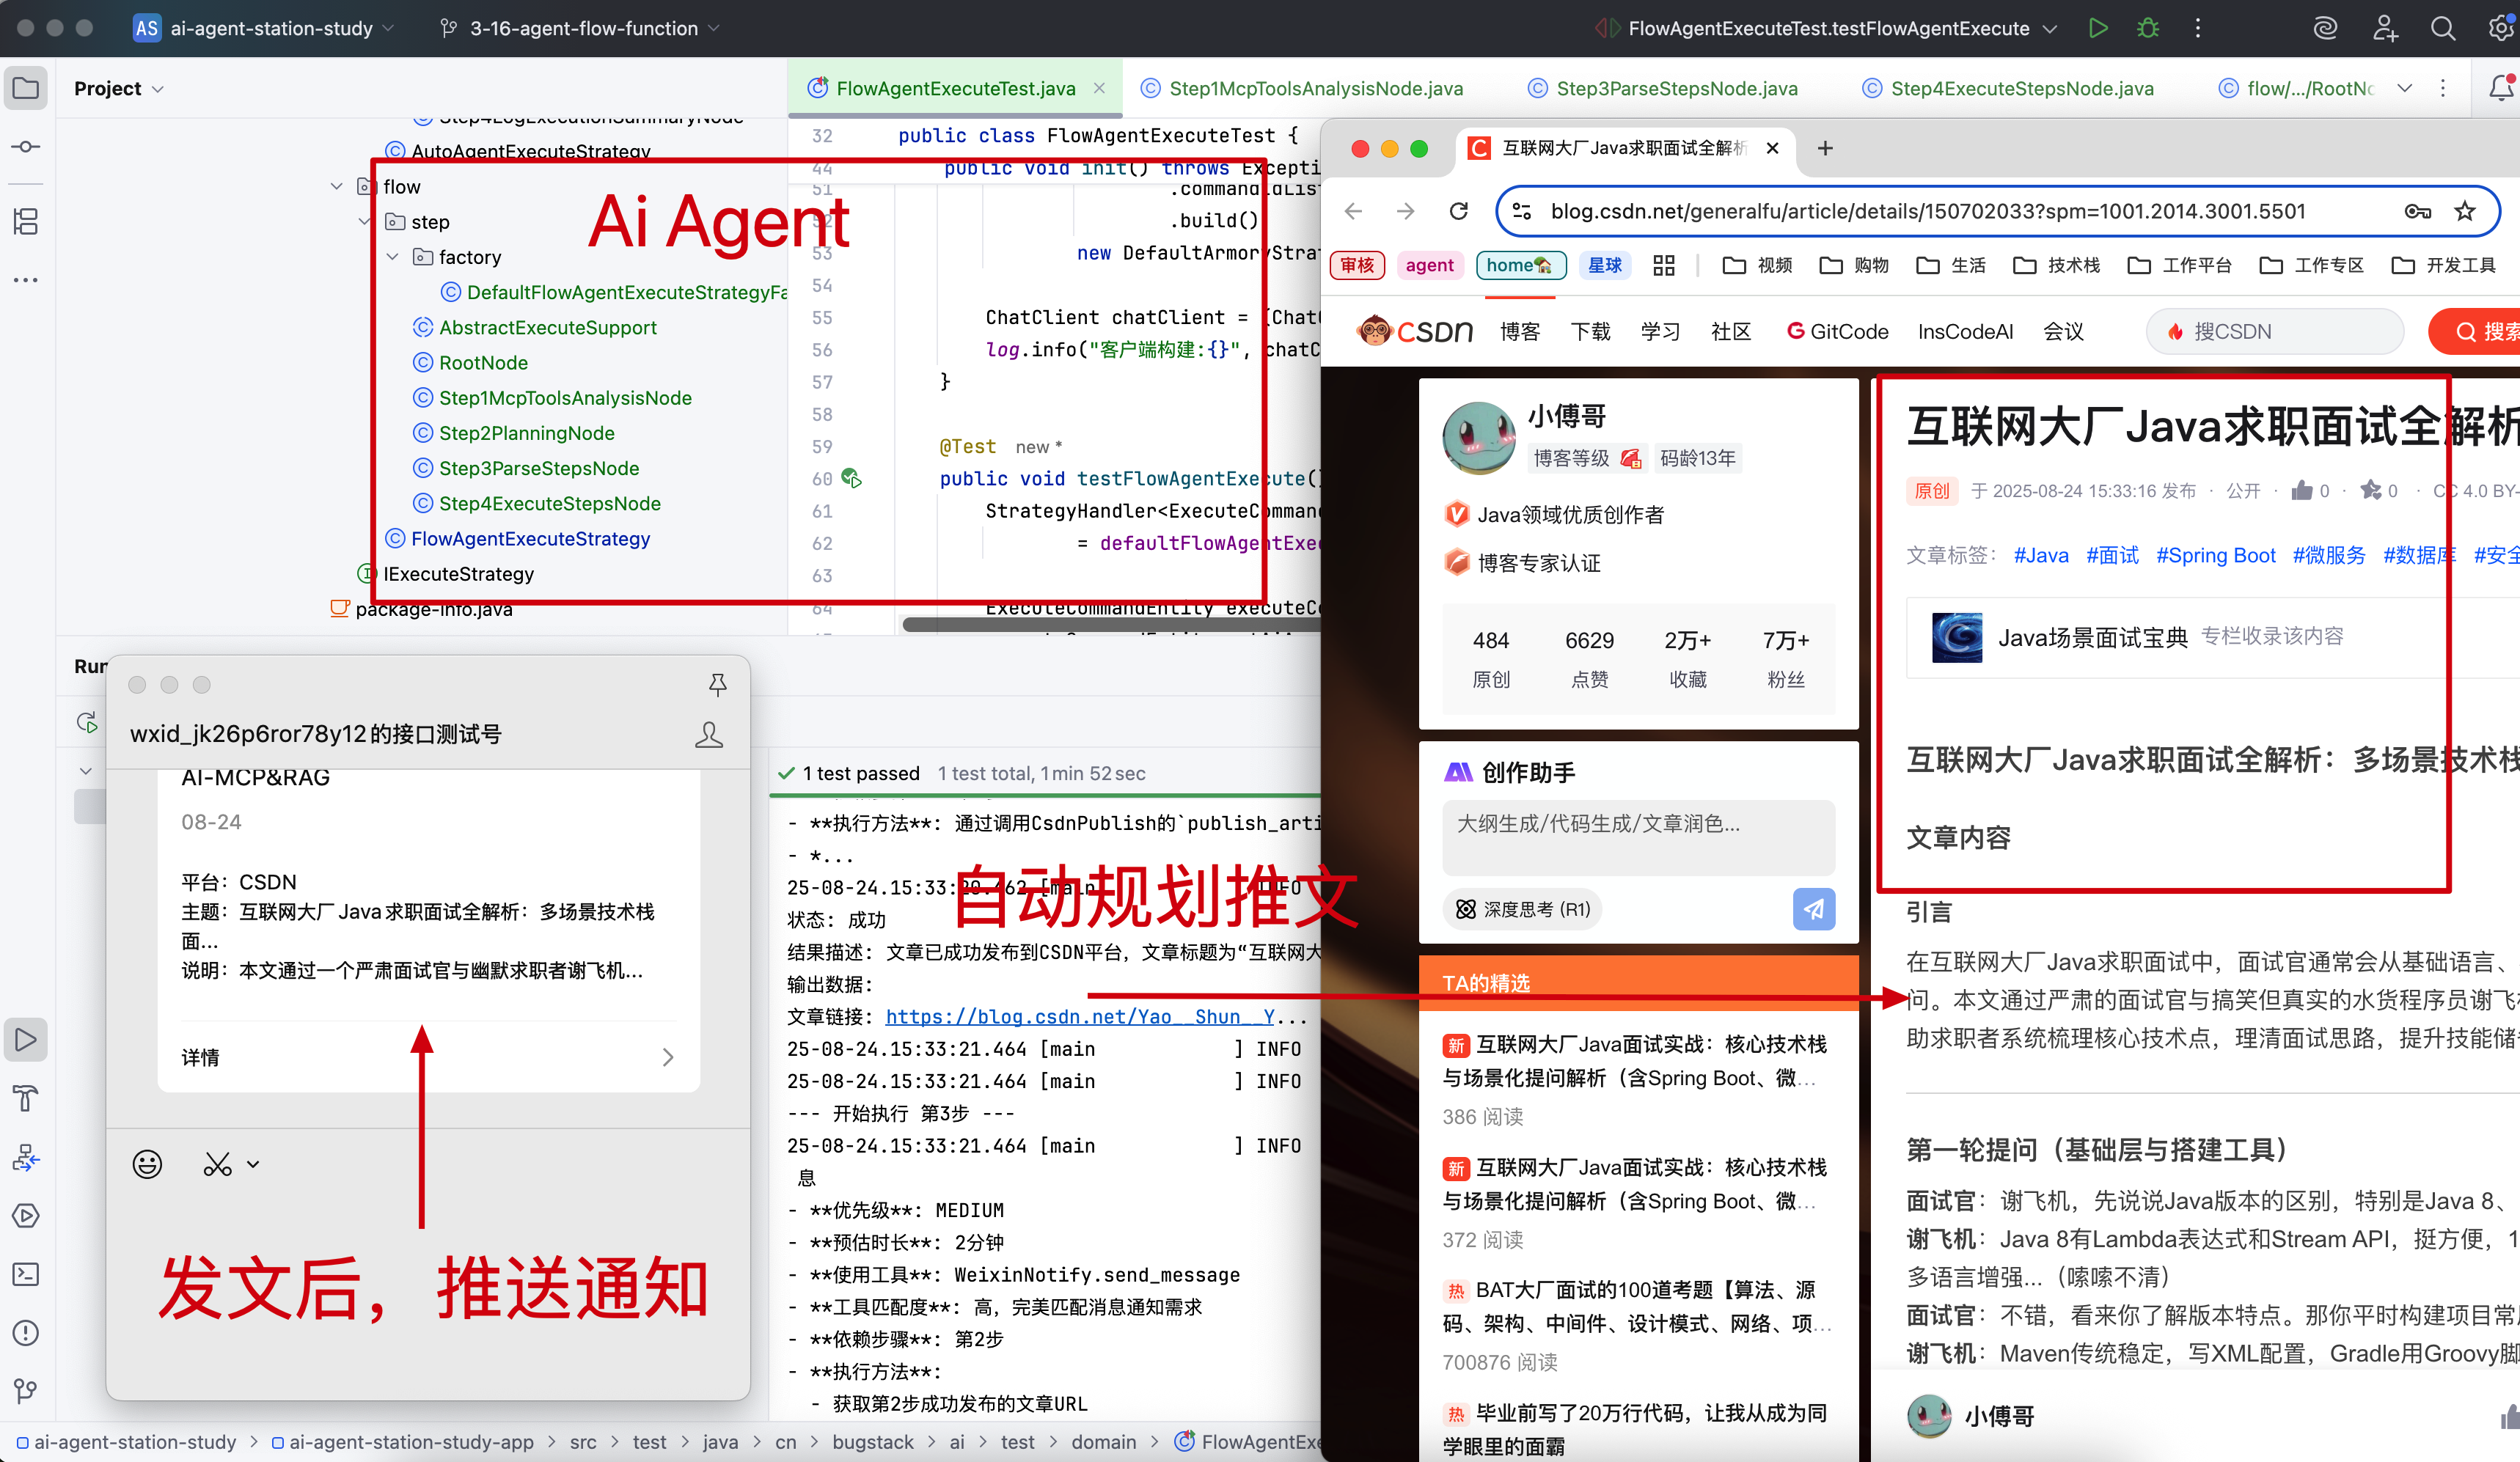 AS ai-agent-station-study
3-16-agent-flow-function
FlowAgentExecuteTest.testFlowAgentExecute
Project
FlowAgentExecuteTest.java
Step1McpToolsAnalysisNode.java
Step3ParseStepsNode.java
Step4ExecuteStepsNode.java
flow/.../RootNo
Step4LogExecutionSummaryNode
AutoAgentExecuteStrategy
flow
step
factory
DefaultFlowAgentExecuteStrategyFa
AbstractExecuteSupport
RootNode
Step1McpToolsAnalysisNode
Step2PlanningNode
Step3ParseStepsNode
Step4ExecuteStepsNode
FlowAgentExecuteStrategy
IExecuteStrategy
package-info.java
Ai Agent
32 public class FlowAgentExecuteTest {
44 public void init() throws Excepti
51 .commandIdList
52 .build()
53 new DefaultArmoryStrat
54
55 ChatClient chatClient = (ChatC
56 log.info("客户端构建:{}", chatC
57 }
58
59 @Test new *
60 public void testFlowAgentExecute()
61 StrategyHandler<ExecuteComman
62 = defaultFlowAgentExec
63
64 ExecuteCommandEntity executeCo
Run
wxid_jk26p6ror78y12的接口测试号
AI-MCP&RAG
08-24
平台：CSDN
主题：互联网大厂Java求职面试全解析：多场景技术栈
面...
说明：本文通过一个严肃面试官与幽默求职者谢飞机...
详情
发文后，推送通知
1 test passed 1 test total, 1 min 52 sec
- **执行方法**: 通过调用CsdnPublish的`publish_arti
- *...
25-08-24.15:33:20.462 [main INFO
状态: 成功
结果描述: 文章已成功发布到CSDN平台，文章标题为“互联网大
输出数据:
文章链接: https://blog.csdn.net/Yao__Shun__Y...
25-08-24.15:33:21.464 [main ] INFO
25-08-24.15:33:21.464 [main ] INFO
--- 开始执行 第3步 ---
25-08-24.15:33:21.464 [main ] INFO
息
- **优先级**: MEDIUM
- **预估时长**: 2分钟
- **使用工具**: WeixinNotify.send_message
- **工具匹配度**: 高，完美匹配消息通知需求
- **依赖步骤**: 第2步
- **执行方法**:
- 获取第2步成功发布的文章URL
自动规划推文
ai-agent-station-study > ai-agent-station-study-app > src > test > java > cn > bugstack > ai > test > domain > FlowAgentExe
互联网大厂Java求职面试全解析
blog.csdn.net/generalfu/article/details/150702033?spm=1001.2014.3001.5501
审核 agent home 星球 视频 购物 生活 技术栈 工作平台 工作专区 开发工具
CSDN 博客 下载 学习 社区 GitCode InsCodeAI 会议 搜CSDN 搜索
小傅哥
博客等级 码龄13年
Java领域优质创作者
博客专家认证
484 6629 2万+ 7万+
原创 点赞 收藏 粉丝
创作助手
大纲生成/代码生成/文章润色...
深度思考 (R1)
TA的精选
新 互联网大厂Java面试实战：核心技术栈
与场景化提问解析（含Spring Boot、微...
386 阅读
新 互联网大厂Java面试实战：核心技术栈
与场景化提问解析（含Spring Boot、微...
372 阅读
热 BAT大厂面试的100道考题【算法、源
码、架构、中间件、设计模式、网络、项...
700876 阅读
热 毕业前写了20万行代码，让我从成为同
学眼里的面霸
互联网大厂Java求职面试全解析
原创 于 2025-08-24 15:33:16 发布 · 公开 · 0 · 0 · CC 4.0 BY-
文章标签： #Java #面试 #Spring Boot #微服务 #数据库 #安全
Java场景面试宝典 专栏收录该内容
互联网大厂Java求职面试全解析：多场景技术栈
文章内容
引言
在互联网大厂Java求职面试中，面试官通常会从基础语言、
问。本文通过严肃的面试官与搞笑但真实的水货程序员谢飞机
助求职者系统梳理核心技术点，理清面试思路，提升技能储备
第一轮提问（基础层与搭建工具）
面试官：谢飞机，先说说Java版本的区别，特别是Java 8、
谢飞机：Java 8有Lambda表达式和Stream API，挺方便，1
多语言增强...（嗦嗦不清）
面试官：不错，看来你了解版本特点。那你平时构建项目常用
谢飞机：Maven传统稳定，写XML配置，Gradle用Groovy脚
小傅哥